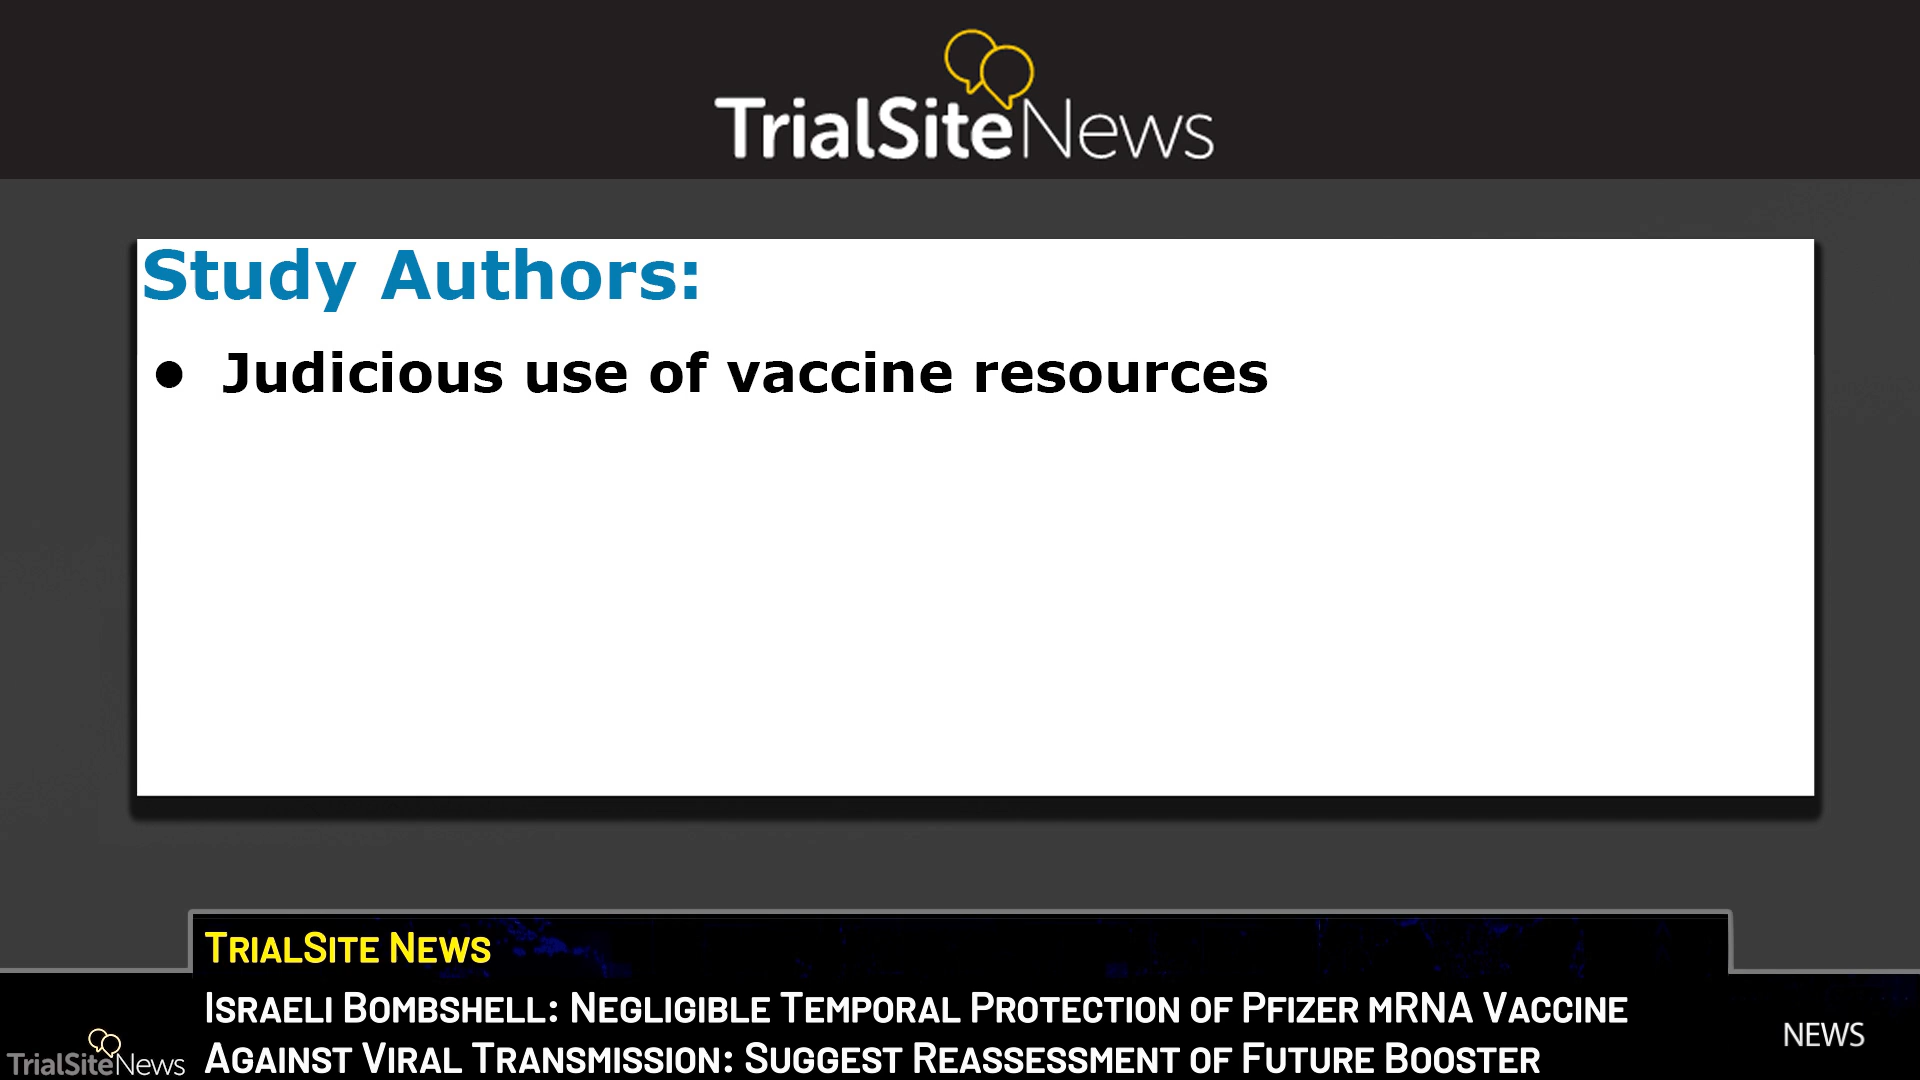 TrialSiteNews
Study Authors:
● Judicious use of vaccine resources
TrialSite News
Israeli Bombshell: Negligible Temporal Protection of Pfizer mRNA Vaccine
Against Viral Transmission: Suggest Reassessment of Future Booster
TrialSiteNews
NEWS